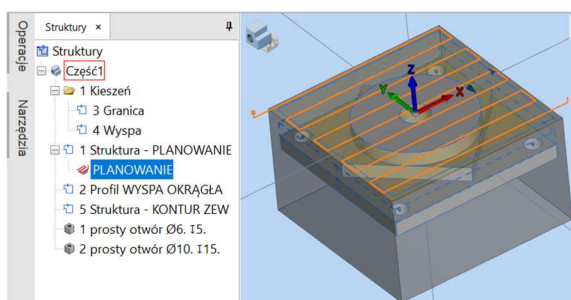 Operacje
Narzędzia
Struktury ×
Struktury
Część1
1 Kieszeń
3 Granica
4 Wyspa
1 Struktura - PLANOWANIE
PLANOWANIE
2 Profil WYSPA OKRĄGŁA
5 Struktura - KONTUR ZEW
1 prosty otwór Ø6. ↧5.
2 prosty otwór Ø10. ↧15.
Z
Y
X